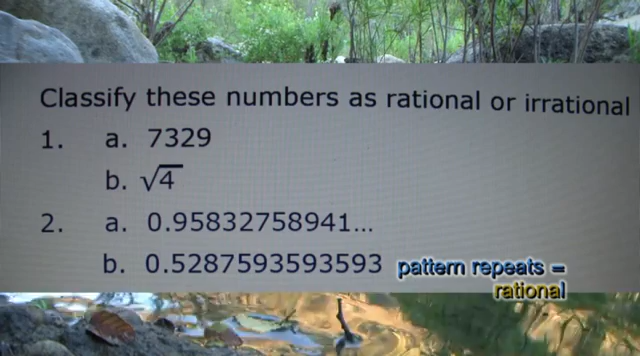 Classify these numbers as rational or irrational
1. a. 7329
b. √4
2. a. 0.95832758941...
b. 0.5287593593593 pattern repeats =
rational